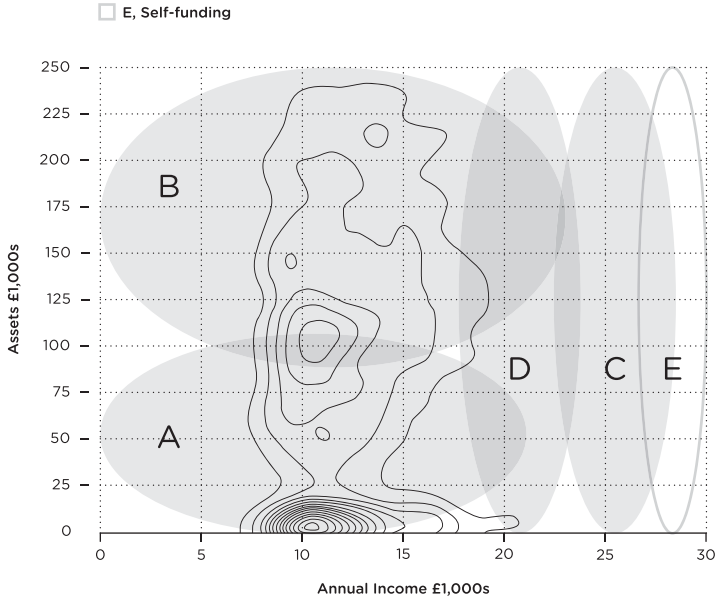 E, Self-funding
250
225
200
175
150
125
100
75
50
25
0
Assets £1,000s
B
A
D
C
E
0 5 10 15 20 25 30
Annual Income £1,000s